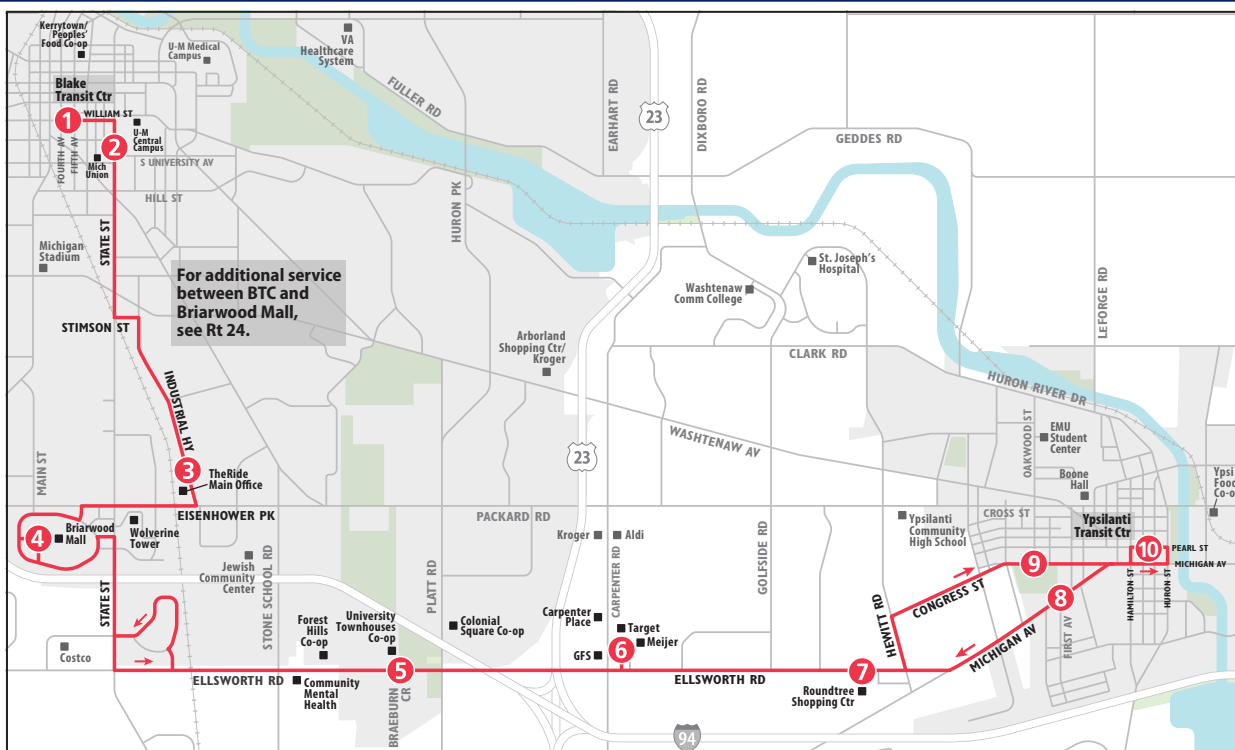 Kerrytown/
Peoples'
Food Co-op
U-M Medical
Campus
VA
Healthcare
System
Blake
Transit Ctr
1
WILLIAM ST
2
U-M
Central
Campus
FOURTH AV
FIFTH AV
Mich
Union
S UNIVERSITY AV
HILL ST
FULLER RD
EARHART RD
23
DIXBORO RD
GEDDES RD
HURON PK
STATE ST
Michigan
Stadium
For additional service
between BTC and
Briarwood Mall,
see Rt 24.
STIMSON ST
St. Joseph's
Hospital
Washtenaw
Comm College
LEFORGE RD
Arborland
Shopping Ctr/
Kroger
CLARK RD
HURON RIVER DR
INDUSTRIAL HY
MAIN ST
3
TheRide
Main Office
23
WASHTENAW AV
OAKWOOD ST
EMU
Student
Center
Boone
Hall
Ypsi
Food
Co-o
EISENHOWER PK
PACKARD RD
CROSS ST
4
Briarwood
Mall
Wolverine
Tower
Jewish
Community
Center
STONE SCHOOL RD
PLATT RD
Kroger
Aldi
CARPENTER RD
GOLFSIDE RD
Ypsilanti
Community
High School
Ypsilanti
Transit Ctr
10
PEARL ST
MICHIGAN AV
9
8
HAMILTON ST
HURON ST
STATE ST
CONGRESS ST
HEWITT RD
FIRST AV
MICHIGAN AV
Costco
Forest
Hills
Co-op
University
Townhouses
Co-op
Colonial
Square Co-op
Carpenter
Place
Target
Meijer
GFS
6
5
7
ELLSWORTH RD
Community
Mental
Health
BRAEBURN
CR
ELLSWORTH RD
Roundtree
Shopping Ctr
94